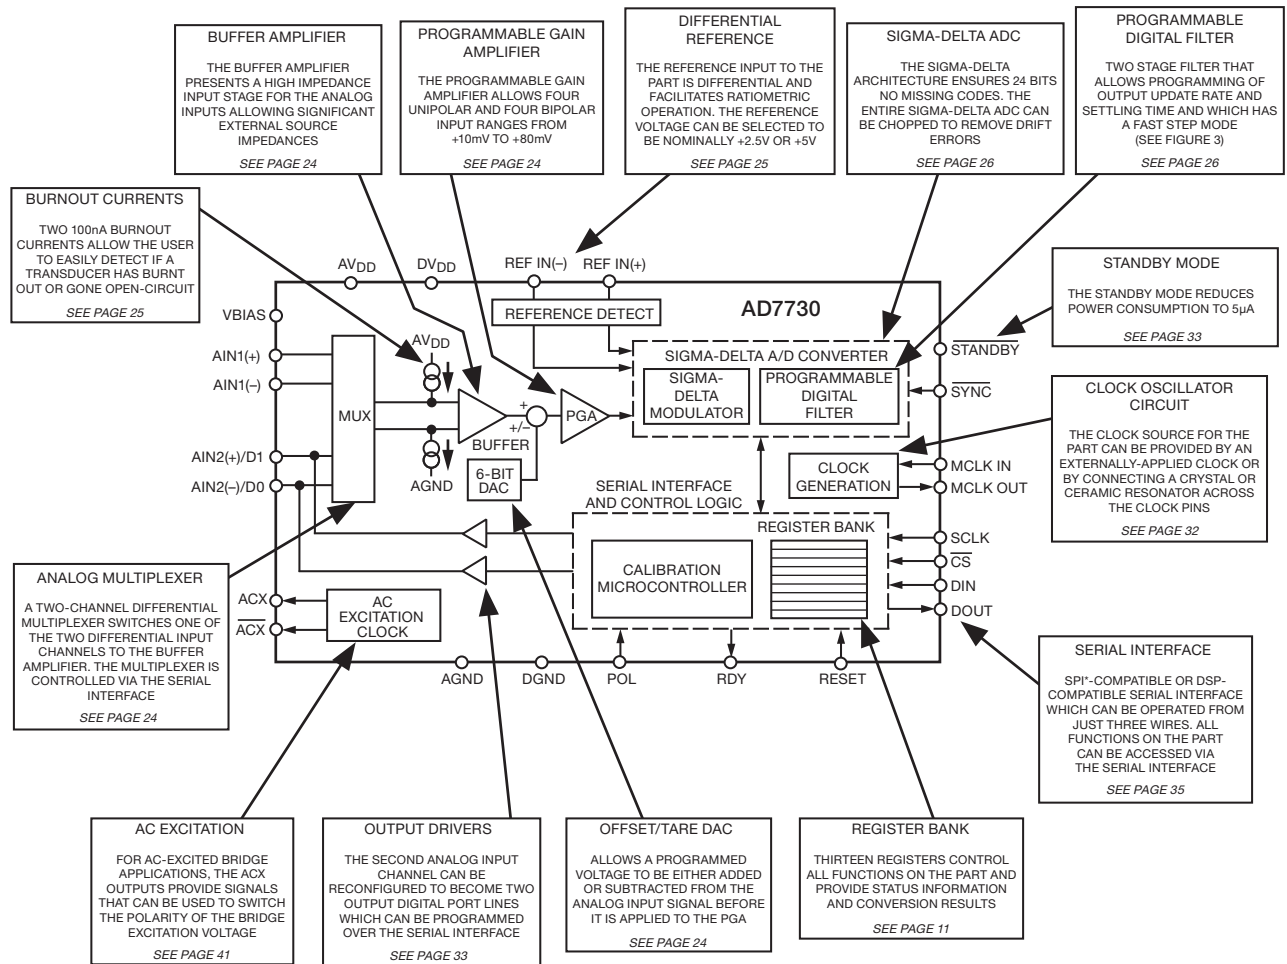 BUFFER AMPLIFIER
THE BUFFER AMPLIFIER
PRESENTS A HIGH IMPEDANCE
INPUT STAGE FOR THE ANALOG
INPUTS ALLOWING SIGNIFICANT
EXTERNAL SOURCE
IMPEDANCES
SEE PAGE 24
PROGRAMMABLE GAIN
AMPLIFIER
THE PROGRAMMABLE GAIN
AMPLIFIER ALLOWS FOUR
UNIPOLAR AND FOUR BIPOLAR
INPUT RANGES FROM
+10mV TO +80mV
SEE PAGE 24
DIFFERENTIAL
REFERENCE
THE REFERENCE INPUT TO THE
PART IS DIFFERENTIAL AND
FACILITATES RATIOMETRIC
OPERATION. THE REFERENCE
VOLTAGE CAN BE SELECTED TO
BE NOMINALLY +2.5V OR +5V
SEE PAGE 25
SIGMA-DELTA ADC
THE SIGMA-DELTA
ARCHITECTURE ENSURES 24 BITS
NO MISSING CODES. THE
ENTIRE SIGMA-DELTA ADC CAN
BE CHOPPED TO REMOVE DRIFT
ERRORS
SEE PAGE 26
PROGRAMMABLE
DIGITAL FILTER
TWO STAGE FILTER THAT
ALLOWS PROGRAMMING OF
OUTPUT UPDATE RATE AND
SETTLING TIME AND WHICH HAS
A FAST STEP MODE
(SEE FIGURE 3)
SEE PAGE 26
BURNOUT CURRENTS
TWO 100nA BURNOUT
CURRENTS ALLOW THE USER
TO EASILY DETECT IF A
TRANSDUCER HAS BURNT
OUT OR GONE OPEN-CIRCUIT
SEE PAGE 25
STANDBY MODE
THE STANDBY MODE REDUCES
POWER CONSUMPTION TO 5µA
SEE PAGE 33
CLOCK OSCILLATOR
CIRCUIT
THE CLOCK SOURCE FOR THE
PART CAN BE PROVIDED BY AN
EXTERNALLY-APPLIED CLOCK OR
BY CONNECTING A CRYSTAL OR
CERAMIC RESONATOR ACROSS
THE CLOCK PINS
SEE PAGE 32
AVDD
DVDD
REF IN(–)
REF IN(+)
AD7730
VBIAS
REFERENCE DETECT
AIN1(+)
AIN1(–)
AVDD
MUX
SIGMA-DELTA A/D CONVERTER
SIGMA-
DELTA
MODULATOR
PROGRAMMABLE
DIGITAL
FILTER
STANDBY
SYNC
+
+/–
PGA
BUFFER
AIN2(+)/D1
AIN2(–)/D0
AGND
6-BIT
DAC
SERIAL INTERFACE
AND CONTROL LOGIC
CLOCK
GENERATION
MCLK IN
MCLK OUT
REGISTER BANK
CALIBRATION
MICROCONTROLLER
SCLK
CS
DIN
DOUT
ACX
ACX
AC
EXCITATION
CLOCK
AGND
DGND
POL
RDY
RESET
ANALOG MULTIPLEXER
A TWO-CHANNEL DIFFERENTIAL
MULTIPLEXER SWITCHES ONE OF
THE TWO DIFFERENTIAL INPUT
CHANNELS TO THE BUFFER
AMPLIFIER. THE MULTIPLEXER IS
CONTROLLED VIA THE SERIAL
INTERFACE
SEE PAGE 24
SERIAL INTERFACE
SPI*-COMPATIBLE OR DSP-
COMPATIBLE SERIAL INTERFACE
WHICH CAN BE OPERATED FROM
JUST THREE WIRES. ALL
FUNCTIONS ON THE PART
CAN BE ACCESSED VIA
THE SERIAL INTERFACE
SEE PAGE 35
AC EXCITATION
FOR AC-EXCITED BRIDGE
APPLICATIONS, THE ACX
OUTPUTS PROVIDE SIGNALS
THAT CAN BE USED TO SWITCH
THE POLARITY OF THE BRIDGE
EXCITATION VOLTAGE
SEE PAGE 41
OUTPUT DRIVERS
THE SECOND ANALOG INPUT
CHANNEL CAN BE
RECONFIGURED TO BECOME TWO
OUTPUT DIGITAL PORT LINES
WHICH CAN BE PROGRAMMED
OVER THE SERIAL INTERFACE
SEE PAGE 33
OFFSET/TARE DAC
ALLOWS A PROGRAMMED
VOLTAGE TO BE EITHER ADDED
OR SUBTRACTED FROM THE
ANALOG INPUT SIGNAL BEFORE
IT IS APPLIED TO THE PGA
SEE PAGE 24
REGISTER BANK
THIRTEEN REGISTERS CONTROL
ALL FUNCTIONS ON THE PART AND
PROVIDE STATUS INFORMATION
AND CONVERSION RESULTS
SEE PAGE 11